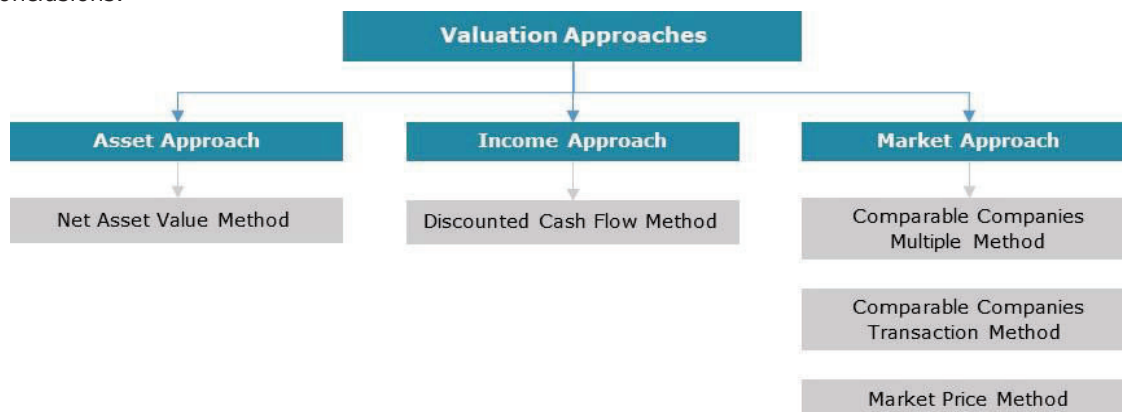 onclusions.
Valuation Approaches
Asset Approach
Income Approach
Market Approach
Net Asset Value Method
Discounted Cash Flow Method
Comparable Companies
Multiple Method
Comparable Companies
Transaction Method
Market Price Method